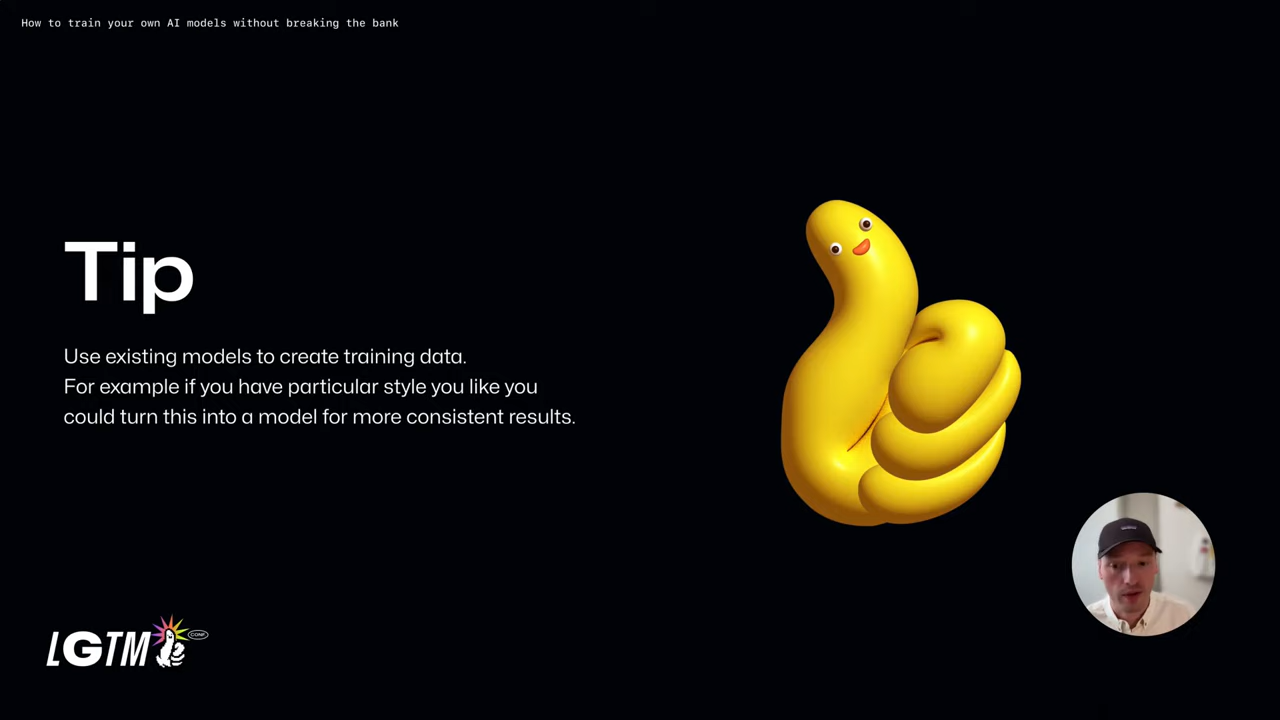 How to train your own AI models without breaking the bank
Tip
Use existing models to create training data.
For example if you have particular style you like you
could turn this into a model for more consistent results.
LGTM
CONF